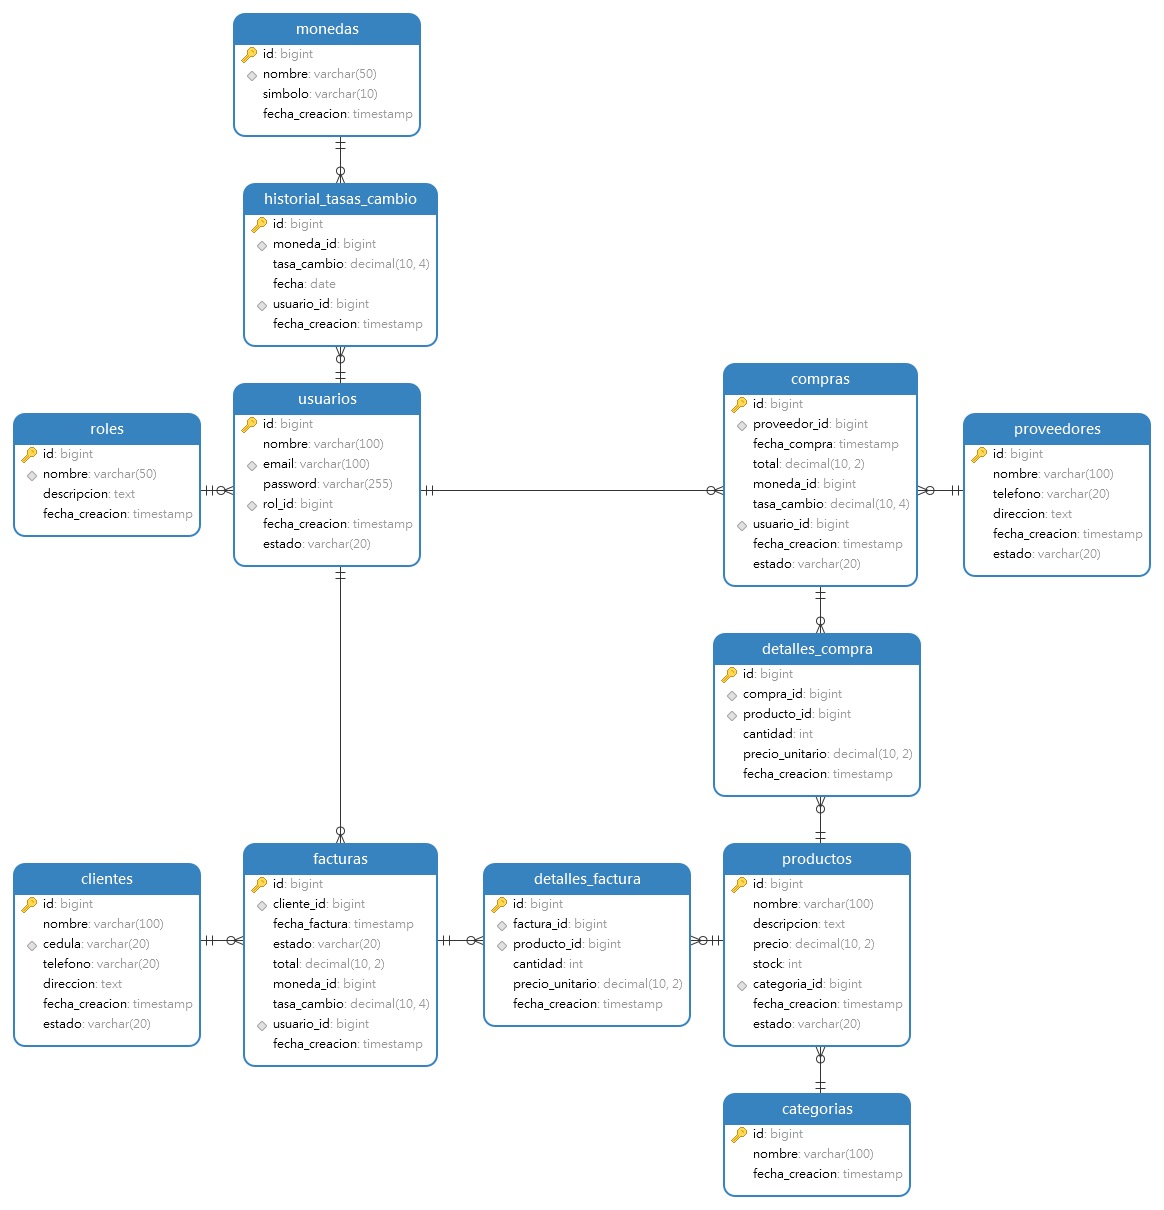 monedas
id: bigint
nombre: varchar(50)
simbolo: varchar(10)
fecha_creacion: timestamp
historial_tasas_cambio
id: bigint
moneda_id: bigint
tasa_cambio: decimal(10, 4)
fecha: date
usuario_id: bigint
fecha_creacion: timestamp
usuarios
id: bigint
nombre: varchar(100)
email: varchar(100)
password: varchar(255)
rol_id: bigint
fecha_creacion: timestamp
estado: varchar(20)
roles
id: bigint
nombre: varchar(50)
descripcion: text
fecha_creacion: timestamp
compras
id: bigint
proveedor_id: bigint
fecha_compra: timestamp
total: decimal(10, 2)
moneda_id: bigint
tasa_cambio: decimal(10, 4)
usuario_id: bigint
fecha_creacion: timestamp
estado: varchar(20)
proveedores
id: bigint
nombre: varchar(100)
telefono: varchar(20)
direccion: text
fecha_creacion: timestamp
estado: varchar(20)
detalles_compra
id: bigint
compra_id: bigint
producto_id: bigint
cantidad: int
precio_unitario: decimal(10, 2)
fecha_creacion: timestamp
clientes
id: bigint
nombre: varchar(100)
cedula: varchar(20)
telefono: varchar(20)
direccion: text
fecha_creacion: timestamp
estado: varchar(20)
facturas
id: bigint
cliente_id: bigint
fecha_factura: timestamp
estado: varchar(20)
total: decimal(10, 2)
moneda_id: bigint
tasa_cambio: decimal(10, 4)
usuario_id: bigint
fecha_creacion: timestamp
detalles_factura
id: bigint
factura_id: bigint
producto_id: bigint
cantidad: int
precio_unitario: decimal(10, 2)
fecha_creacion: timestamp
productos
id: bigint
nombre: varchar(100)
descripcion: text
precio: decimal(10, 2)
stock: int
categoria_id: bigint
fecha_creacion: timestamp
estado: varchar(20)
categorias
id: bigint
nombre: varchar(100)
fecha_creacion: timestamp